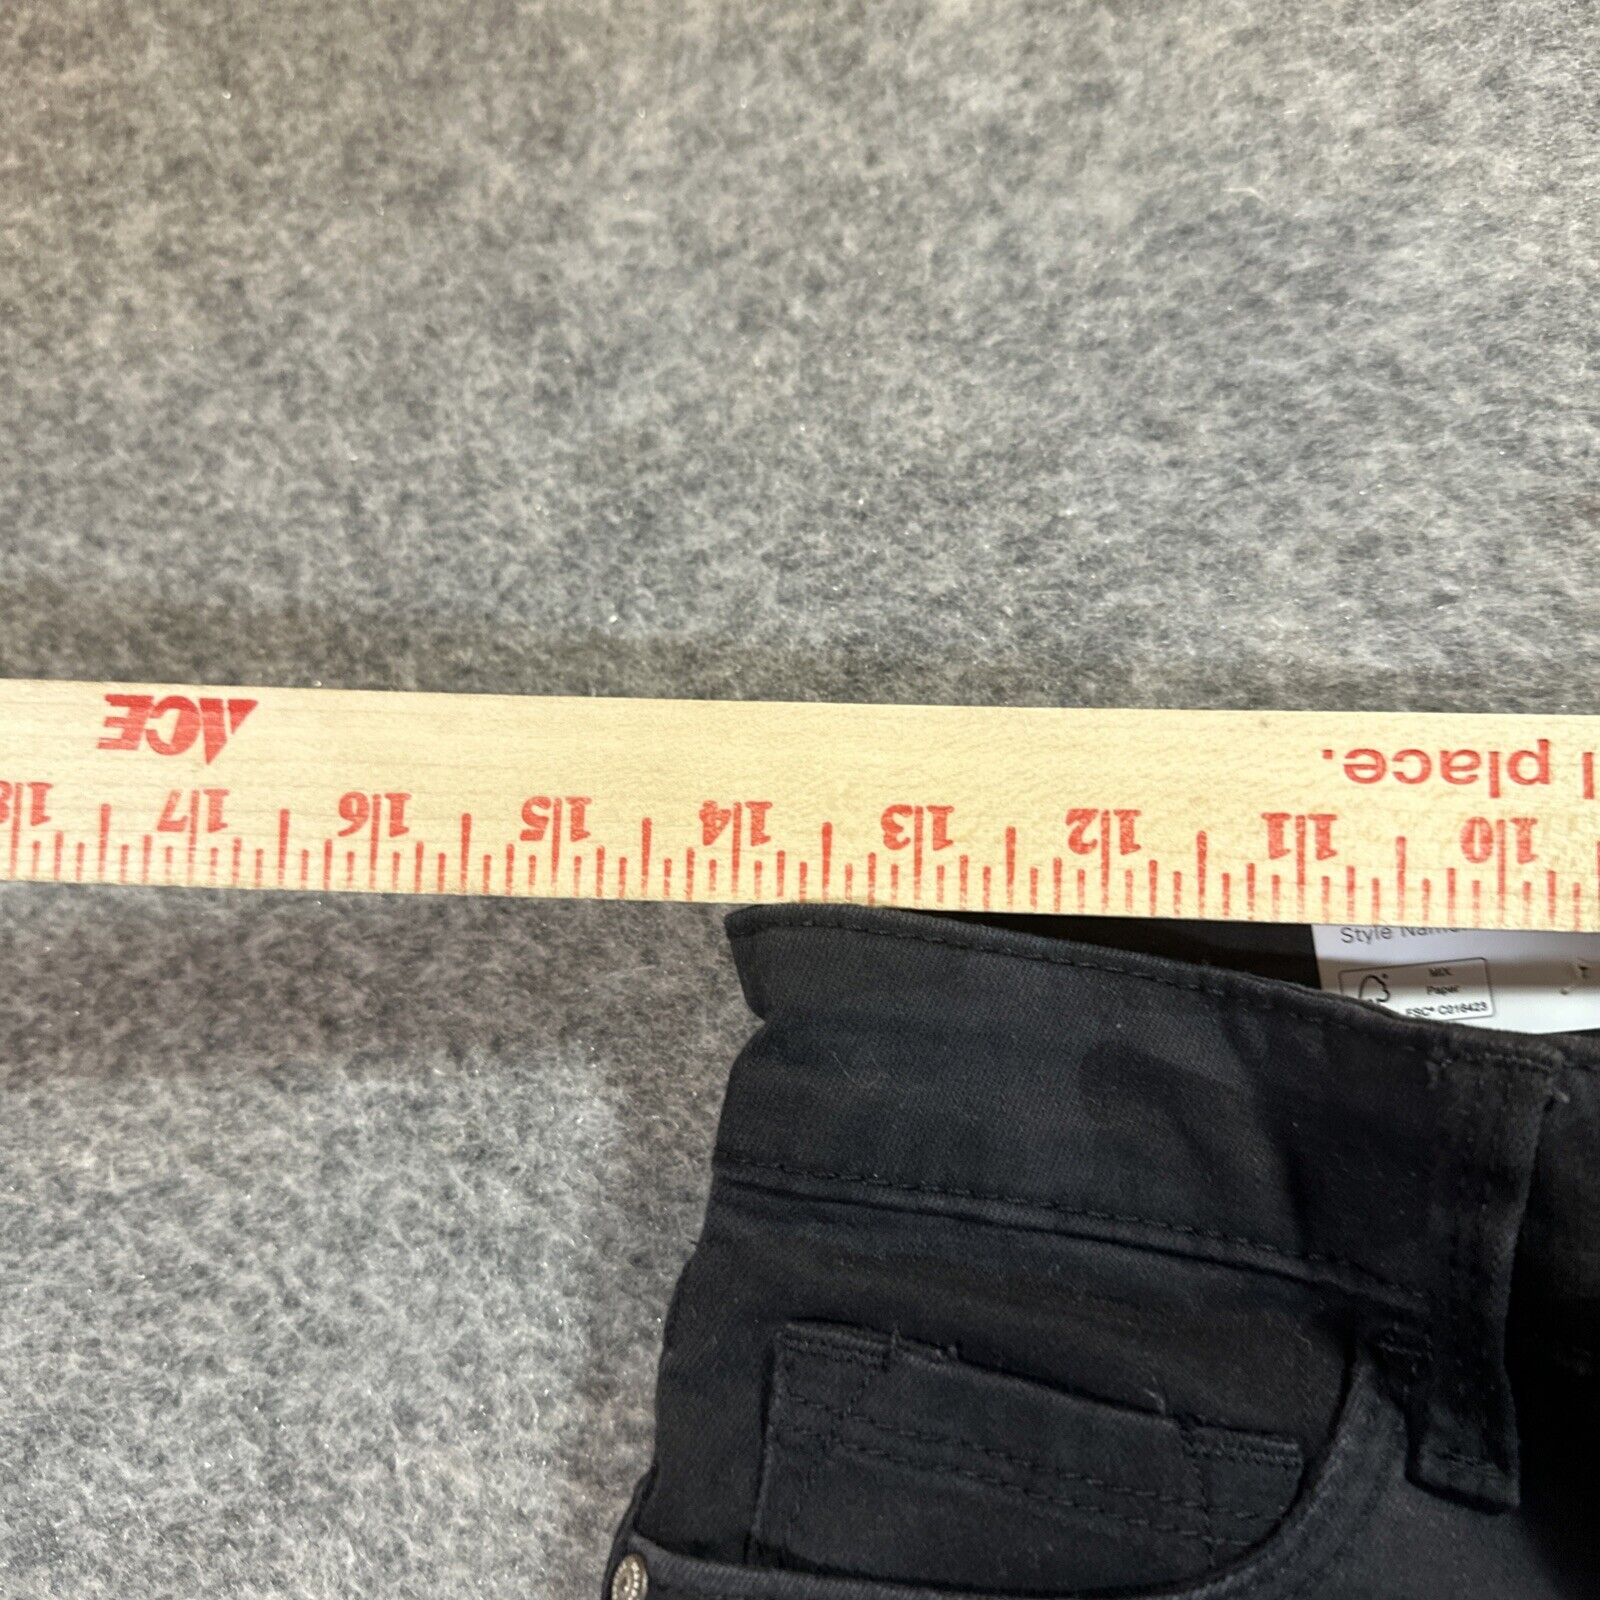 ACE
l place.
18 17 16 15 14 13 12 11 10
Style Name
MIX
Paper
FSC® C016423